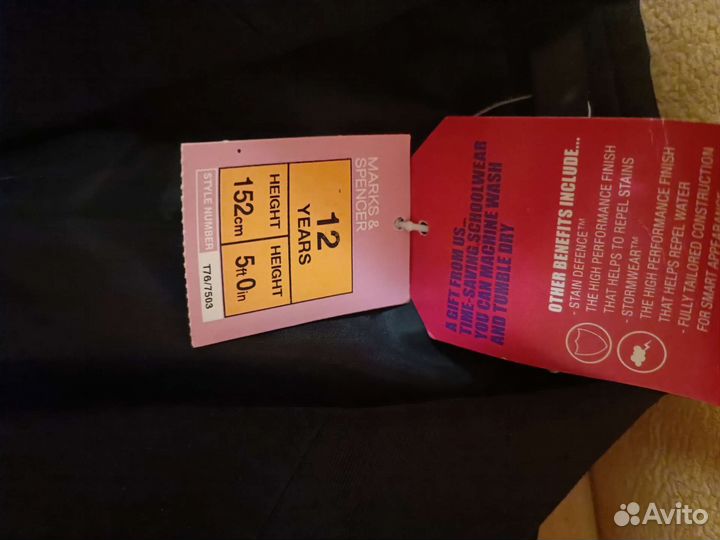 MARKS &
SPENCER
12
YEARS
HEIGHT
152cm
HEIGHT
5ft 0in
STYLE NUMBER
T76/7503
A GIFT FROM US...
TIME-SAVING SCHOOLWEAR
YOU CAN MACHINE WASH
AND TUMBLE DRY
OTHER BENEFITS INCLUDE...
- STAIN DEFENCE™
THE HIGH PERFORMANCE FINISH
THAT HELPS TO REPEL STAINS
- STORMWEAR™
THE HIGH PERFORMANCE FINISH
THAT HELPS REPEL WATER
- FULLY TAILORED CONSTRUCTION
FOR SMART
Avito